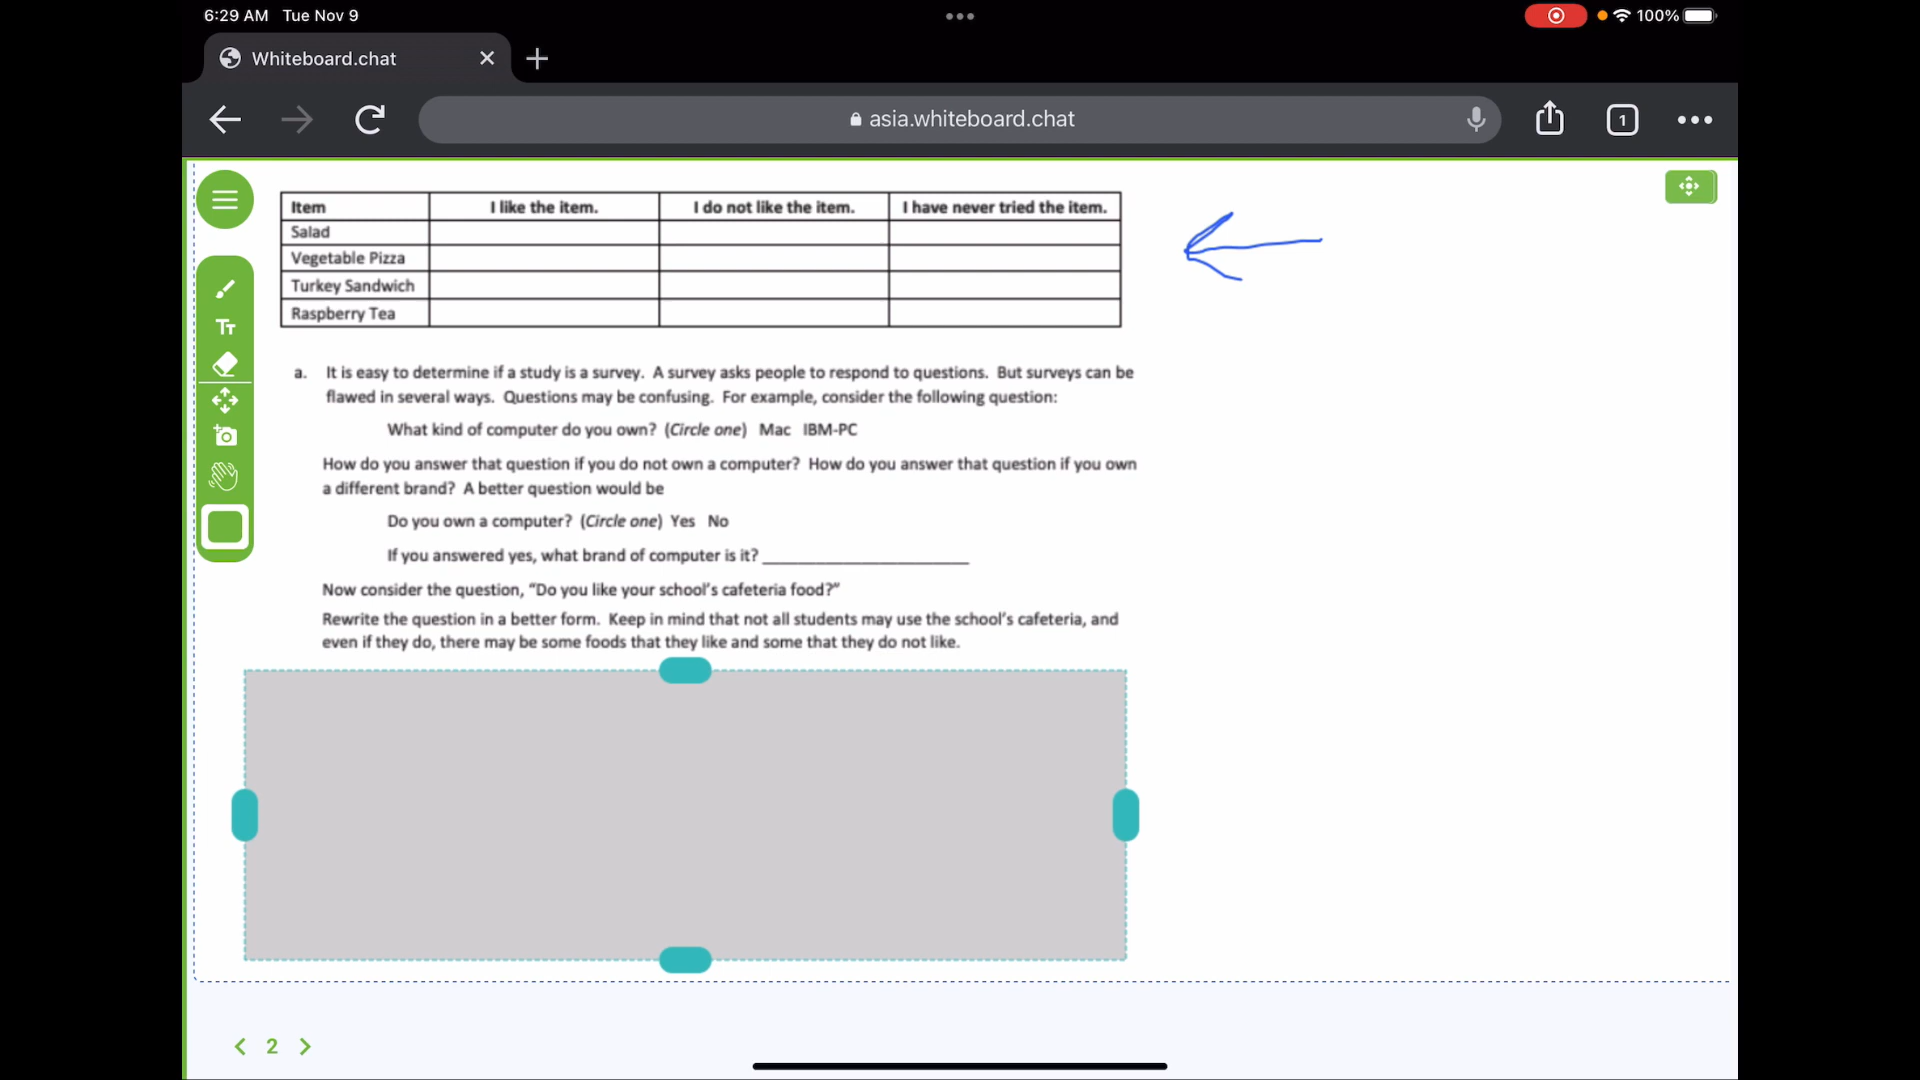 6:29 AM Tue Nov 9
100%
Whiteboard.chat
asia.whiteboard.chat
1
Item I like the item. I do not like the item. I have never tried the item.
Salad
Vegetable Pizza
Turkey Sandwich
Raspberry Tea
a. It is easy to determine if a study is a survey. A survey asks people to respond to questions. But surveys can be
flawed in several ways. Questions may be confusing. For example, consider the following question:
What kind of computer do you own? (Circle one) Mac IBM-PC
How do you answer that question if you do not own a computer? How do you answer that question if you own
a different brand? A better question would be
Do you own a computer? (Circle one) Yes No
If you answered yes, what brand of computer is it? ______________________
Now consider the question, “Do you like your school’s cafeteria food?”
Rewrite the question in a better form. Keep in mind that not all students may use the school’s cafeteria, and
even if they do, there may be some foods that they like and some that they do not like.
TT
2